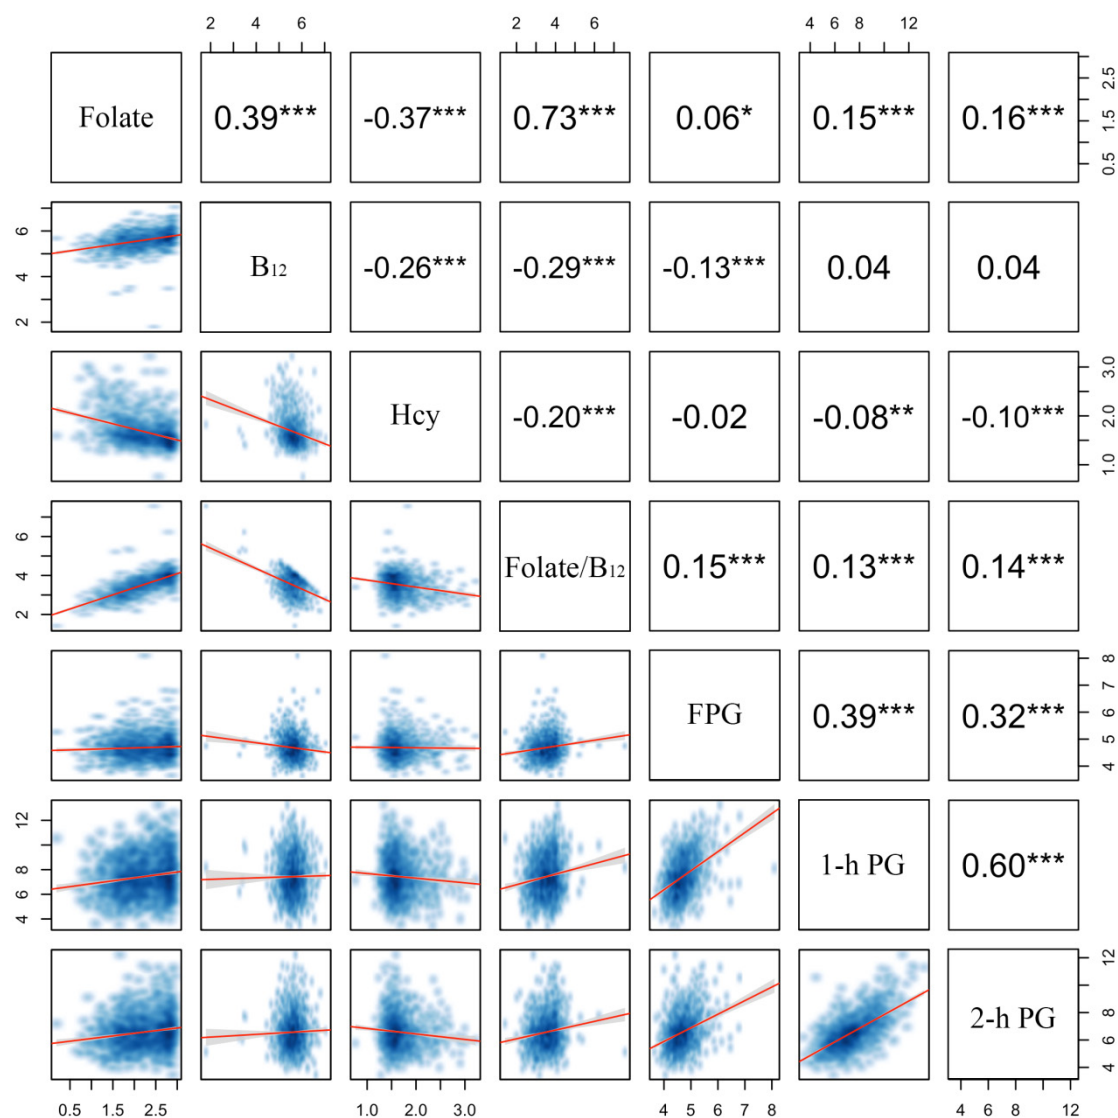 2 4 6 2 4 6 4 6 8 12
Folate 0.39*** -0.37*** 0.73*** 0.06* 0.15*** 0.16*** 0.5 1.5 2.5
2 4 6 B12 -0.26*** -0.29*** -0.13*** 0.04 0.04
Hcy -0.20*** -0.02 -0.08** -0.10*** 1.0 2.0 3.0
2 4 6 Folate/B12 0.15*** 0.13*** 0.14***
FPG 0.39*** 0.32*** 4 5 6 7 8
4 6 8 12 1-h PG 0.60***
2-h PG 4 6 8 12
0.5 1.5 2.5 1.0 2.0 3.0 4 5 6 7 8 4 6 8 12